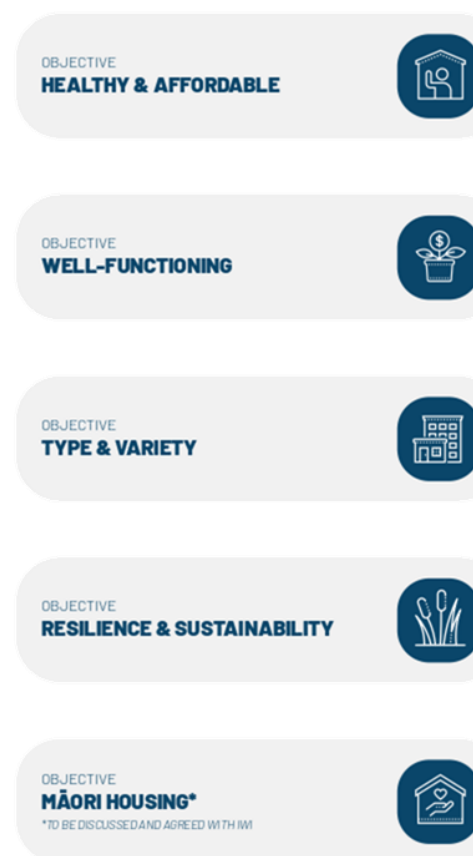 OBJECTIVE
HEALTHY & AFFORDABLE
OBJECTIVE
WELL-FUNCTIONING
$
OBJECTIVE
TYPE & VARIETY
OBJECTIVE
RESILIENCE & SUSTAINABILITY
OBJECTIVE
MĀORI HOUSING*
*TO BE DISCUSSED AND AGREED WITH IWI